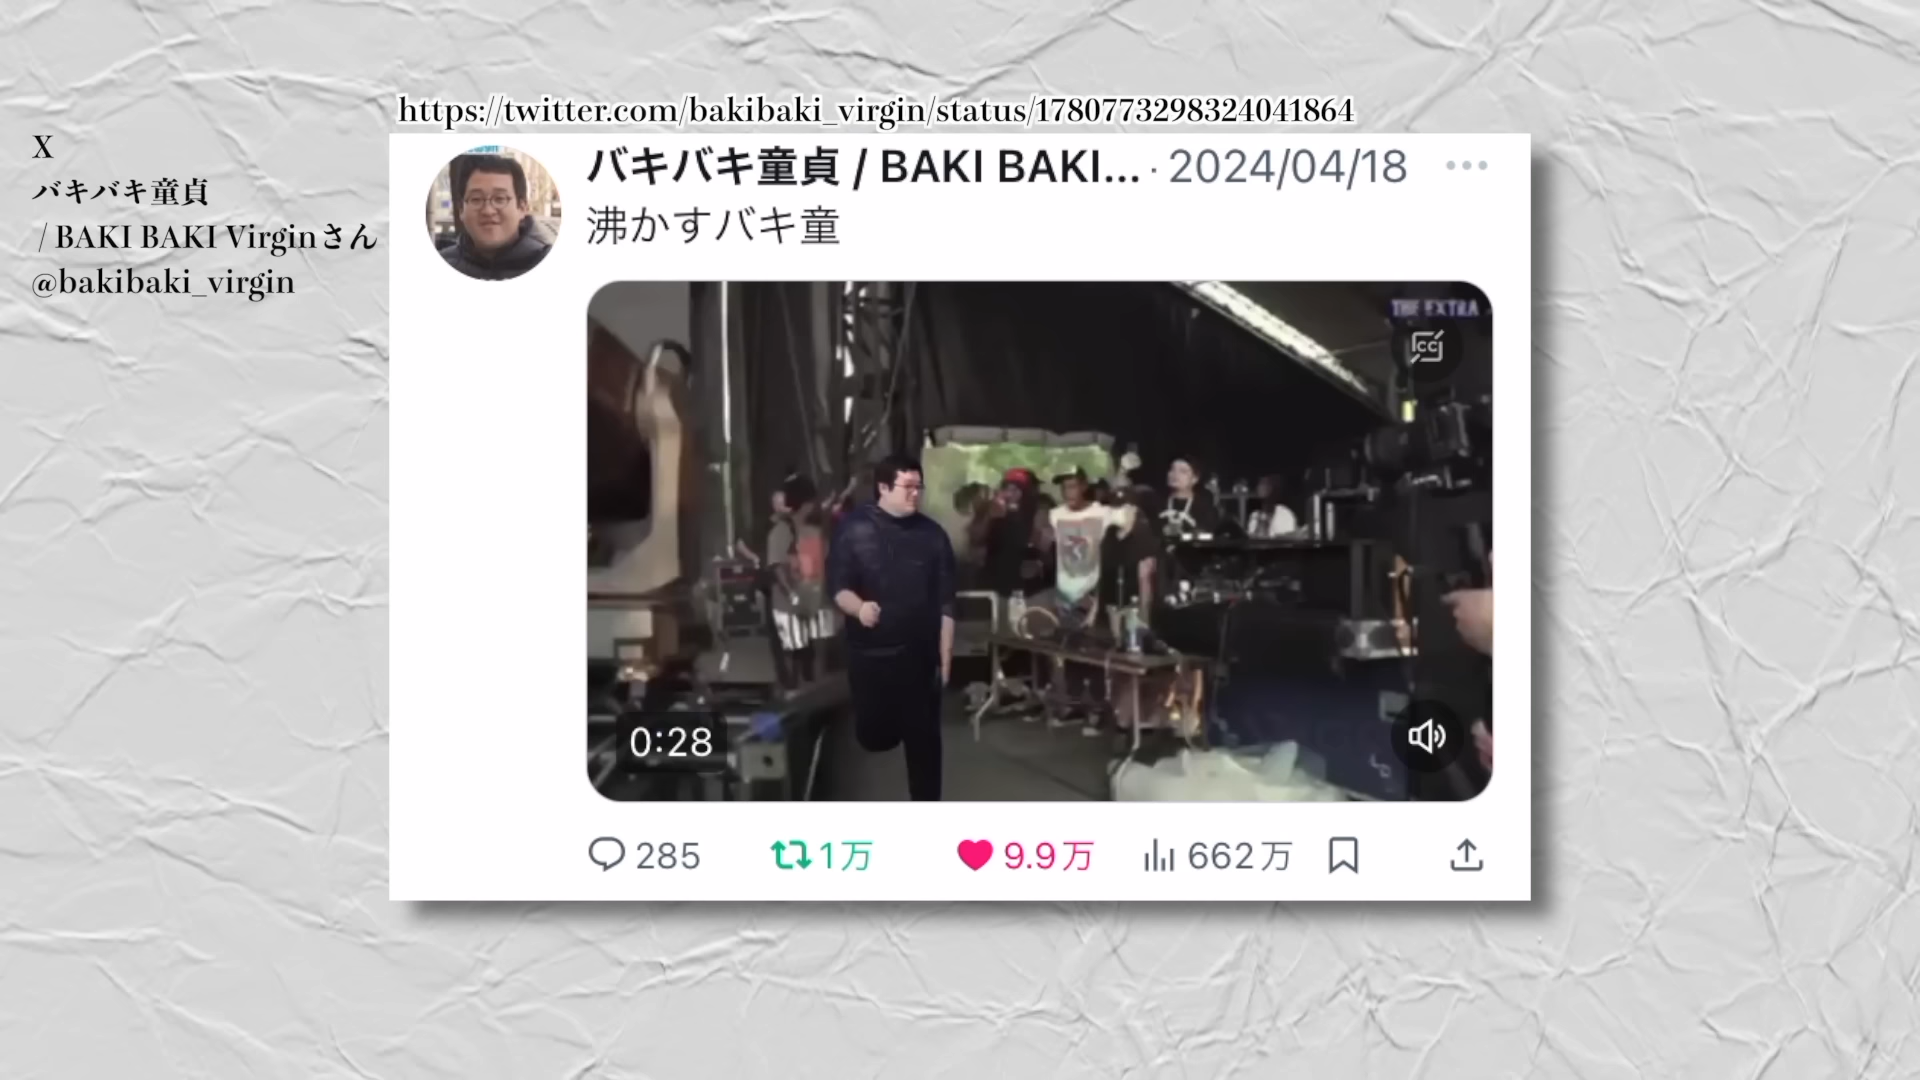 https://twitter.com/bakibaki_virgin/status/1780773298324041864
X
バキバキ童貞
/ BAKI BAKI Virginさん
@bakibaki_virgin
バキバキ童貞 / BAKI BAKI... · 2024/04/18
沸かすバキ童
THE EXTRA
CC
0:28
285 1万 9.9万 662万